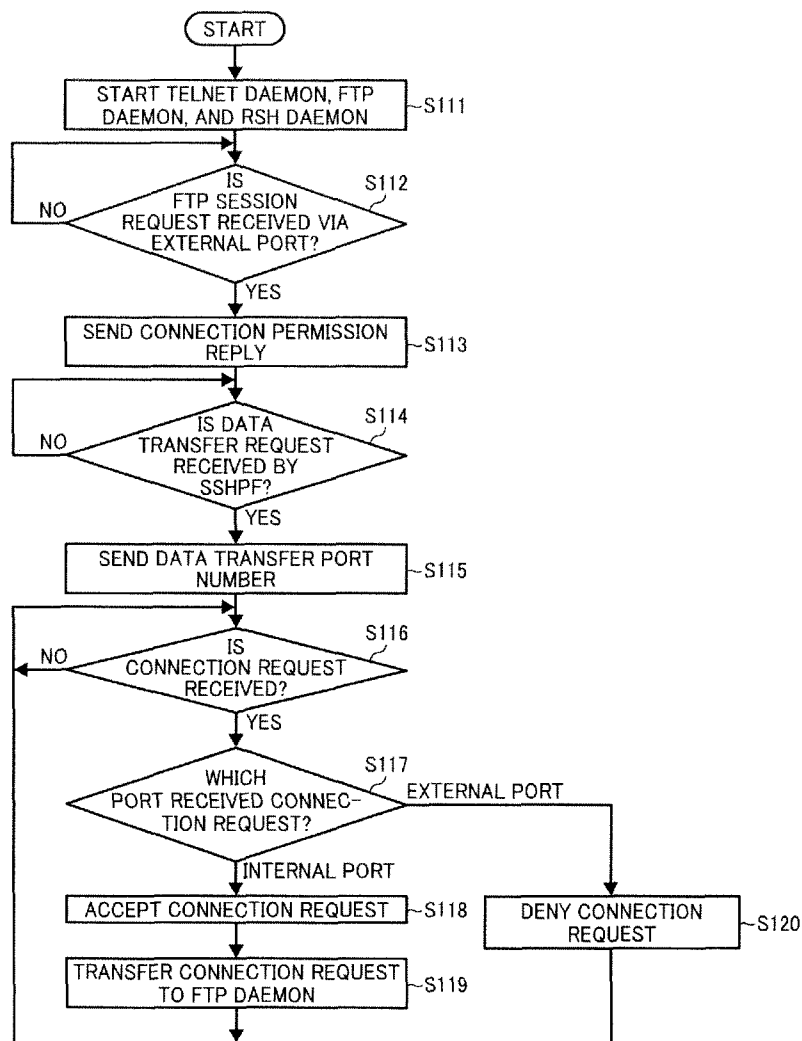 START
START TELNET DAEMON, FTP
DAEMON, AND RSH DAEMON
S111
IS
FTP SESSION
REQUEST RECEIVED VIA
EXTERNAL PORT?
S112
NO
YES
SEND CONNECTION PERMISSION
REPLY
S113
IS DATA
TRANSFER REQUEST
RECEIVED BY
SSHPF?
S114
NO
YES
SEND DATA TRANSFER PORT
NUMBER
S115
IS
CONNECTION REQUEST
RECEIVED?
S116
NO
YES
WHICH
PORT RECEIVED CONNEC-
TION REQUEST?
S117
EXTERNAL PORT
INTERNAL PORT
ACCEPT CONNECTION REQUEST
S118
DENY CONNECTION
REQUEST
S120
TRANSFER CONNECTION REQUEST
TO FTP DAEMON
S119